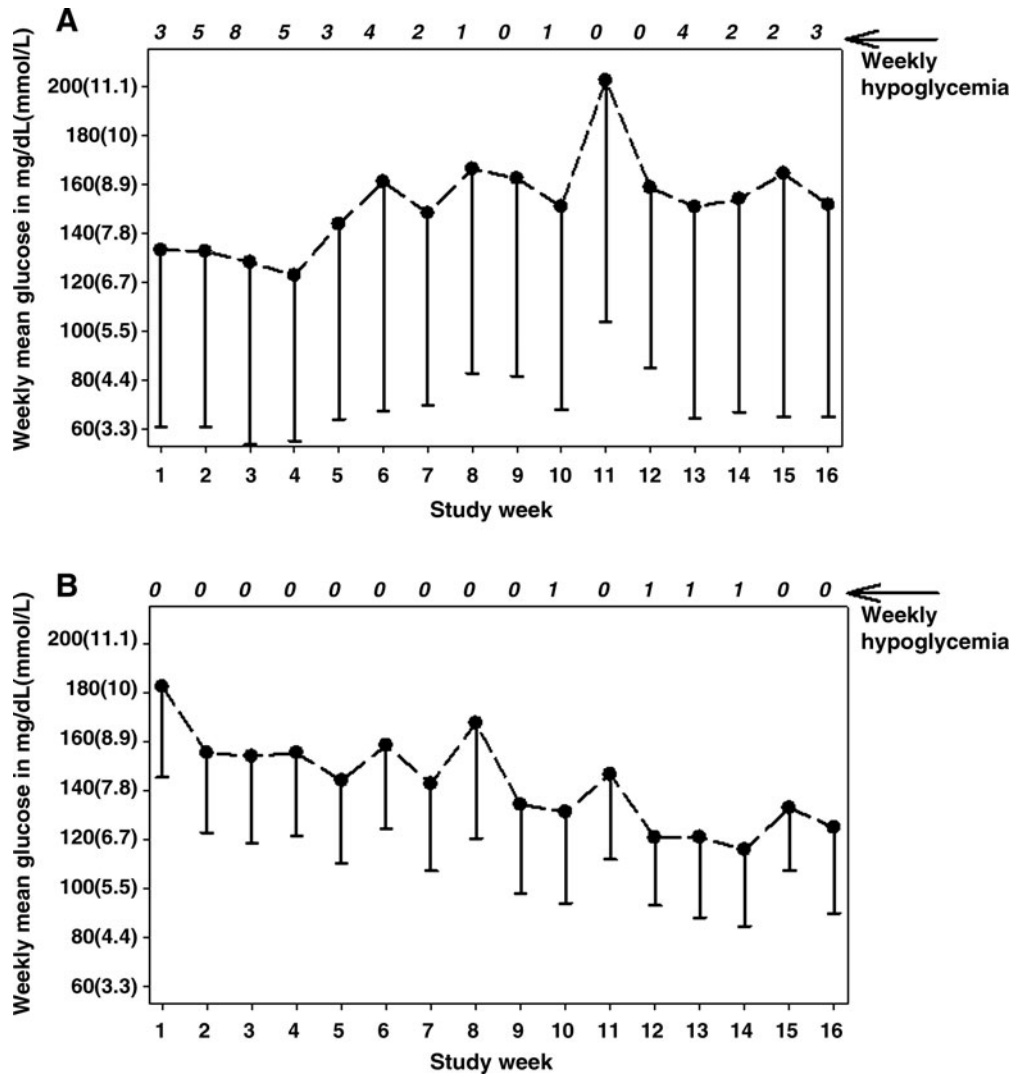 A
3 5 8 5 3 4 2 1 0 1 0 0 4 2 2 3
Weekly
hypoglycemia
Weekly mean glucose in mg/dL(mmol/L)
200(11.1)
180(10)
160(8.9)
140(7.8)
120(6.7)
100(5.5)
80(4.4)
60(3.3)
1 2 3 4 5 6 7 8 9 10 11 12 13 14 15 16
Study week
B
0 0 0 0 0 0 0 0 0 1 0 1 1 1 0 0
Weekly
hypoglycemia
Weekly mean glucose in mg/dL(mmol/L)
200(11.1)
180(10)
160(8.9)
140(7.8)
120(6.7)
100(5.5)
80(4.4)
60(3.3)
1 2 3 4 5 6 7 8 9 10 11 12 13 14 15 16
Study week